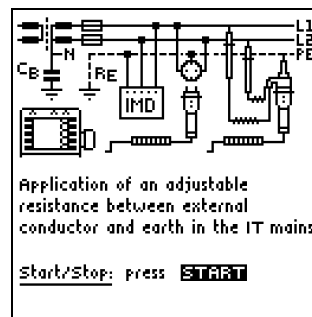 L1
L2
PE
N
CB
RE
IMD
Application of an adjustable
resistance between external
conductor and earth in the IT mains
Start/Stop: press START